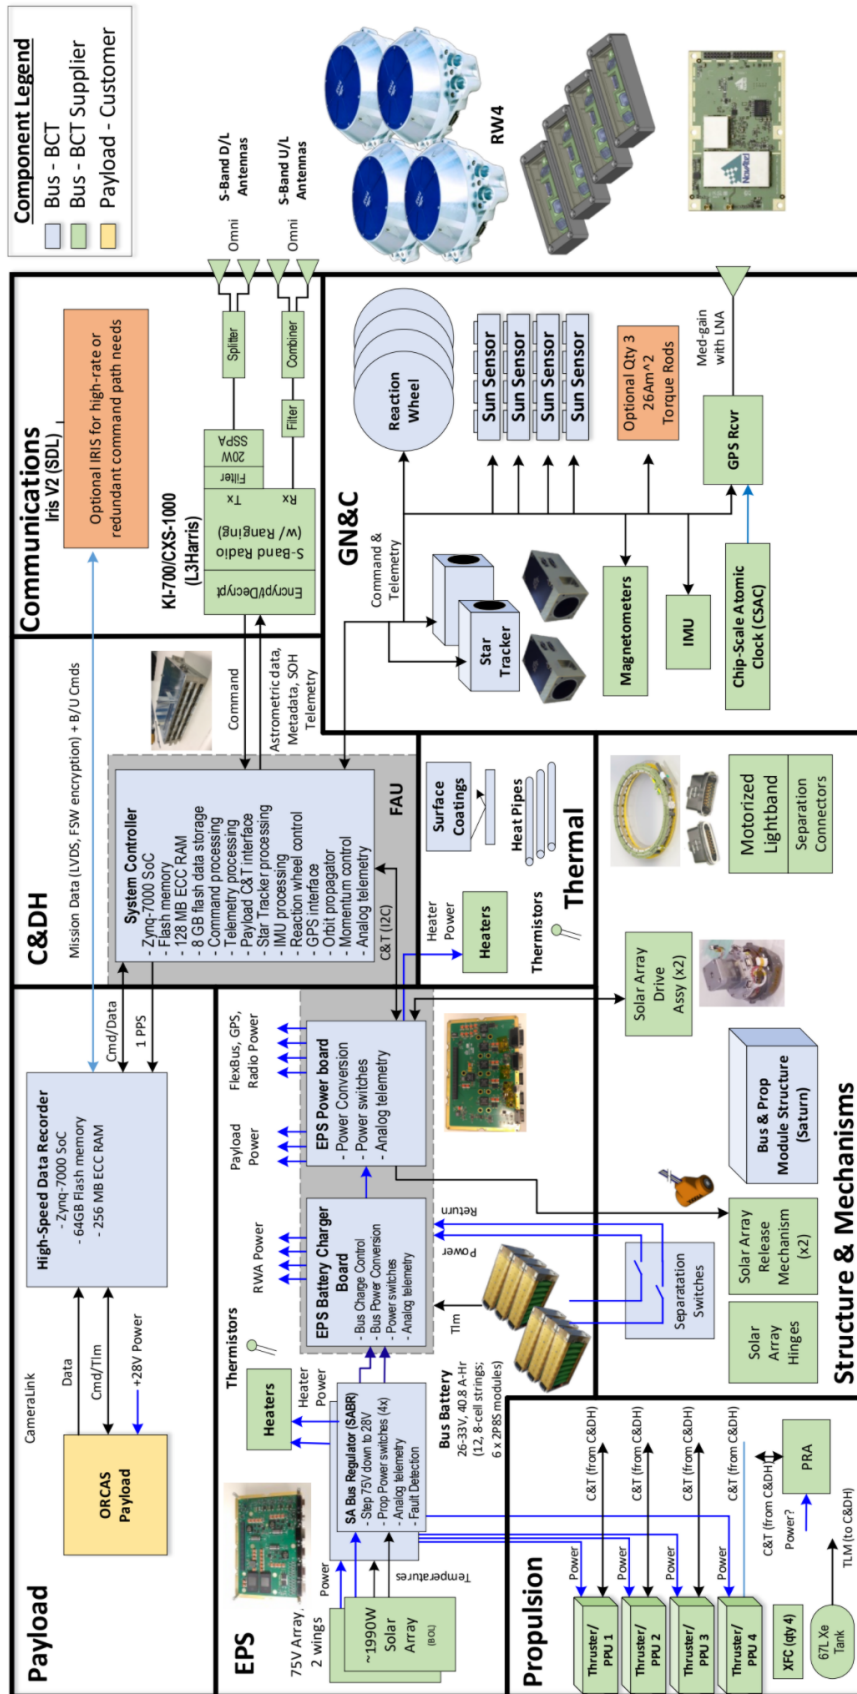 Component Legend
Bus - BCT
Bus - BCT Supplier
Payload - Customer
Payload
ORCAS
Payload
CameraLink
Data
Cmd/Tlm
+28V Power
High-Speed Data Recorder
- Zynq-7000 SoC
- 64GB Flash memory
- 256 MB ECC RAM
Cmd/Data
1 PPS
Mission Data (LVDS, FSW encryption) + B/U Cmds
C&DH
System Controller
- Zynq-7000 SoC
- Flash memory
- 128 MB ECC RAM
- 8 GB flash data storage
- Command processing
- Telemetry processing
- Payload C&T interface
- Star Tracker processing
- IMU processing
- Reaction wheel control
- GPS interface
- Orbit propagator
- Momentum control
- Analog telemetry
FAU
C&T (I2C)
Command
Astrometric data,
Metadata, SOH
Telemetry
Communications
Iris V2 (SDL)
Optional IRIS for high-rate or
redundant command path needs
KI-700/CXS-1000
(L3Harris)
Encrypt/Decrypt
S-Band Radio
(w/ Ranging)
Tx
Rx
Filter
20W
SSPA
Splitter
Filter
Combiner
Omni
Omni
S-Band D/L
Antennas
S-Band U/L
Antennas
RW4
GN&C
Command &
Telemetry
Star
Tracker
Reaction
Wheel
Sun Sensor
Sun Sensor
Sun Sensor
Sun Sensor
Optional Qty 3
26Am^2
Torque Rods
Magnetometers
IMU
Chip-Scale Atomic
Clock (CSAC)
GPS Rcvr
Med-gain
with LNA
NovAtel
EPS
75V Array,
2 wings
~1990W
Solar
Array
(BOL)
Power
Temperatures
SA Bus Regulator (SABR)
- Step 75V down to 28V
- Prop Power switches (4x)
- Analog telemetry
- Fault Detection
Heaters
Heater
Power
Thermistors
EPS Battery Charger
Board
- Bus Charge Control
- Bus Power Conversion
- Power switches
- Analog telemetry
RWA Power
EPS Power board
- Power Conversion
- Power switches
- Analog telemetry
Payload
Power
FlexBus, GPS,
Radio Power
Bus Battery
26-33V, 40.8 A-Hr
(12, 8-cell strings;
6 x 2P8S modules)
Tlm
Power
Return
Thermal
Heater
Power
Heaters
Thermistors
Surface
Coatings
Heat Pipes
Structure & Mechanisms
Separatation
Switches
Solar
Array
Hinges
Solar Array
Release
Mechanism
(x2)
Bus & Prop
Module Structure
(Saturn)
Solar Array
Drive
Assy (x2)
Motorized
Lightband
Separation
Connectors
Propulsion
Thruster/
PPU 1
Thruster/
PPU 2
Thruster/
PPU 3
Thruster/
PPU 4
Power
Power
Power
Power
C&T (from C&DH)
C&T (from C&DH)
C&T (from C&DH)
C&T (from C&DH)
C&T (from C&DH)
Power?
XFC (qty 4)
67L Xe
Tank
PRA
TLM (to C&DH)